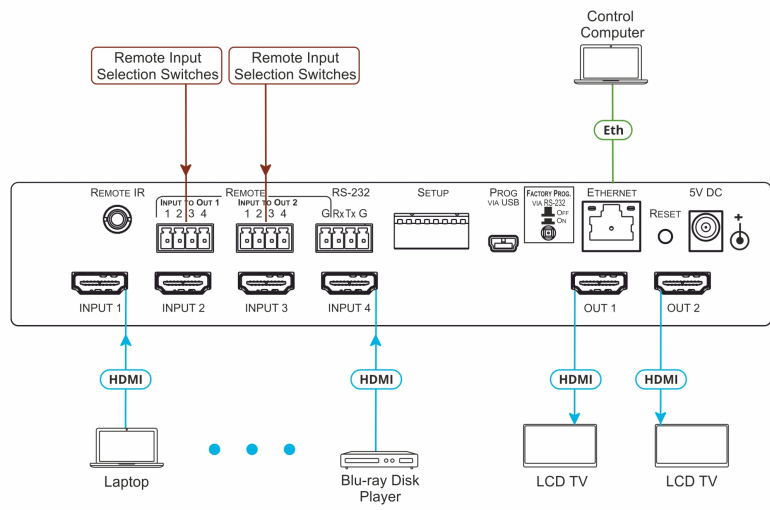 Control
Computer
Remote Input
Selection Switches
Remote Input
Selection Switches
Eth
REMOTE IR
REMOTE
RS-232
SETUP
PROG
VIA USB
FACTORY PROG.
VIA RS-232
OFF
ON
ETHERNET
RESET
5V DC
+
INPUT TO OUT 1
1 2 3 4
INPUT TO OUT 2
1 2 3 4
G Rx Tx G
INPUT 1
INPUT 2
INPUT 3
INPUT 4
OUT 1
OUT 2
HDMI
HDMI
HDMI
HDMI
Laptop
Blu-ray Disk
Player
LCD TV
LCD TV